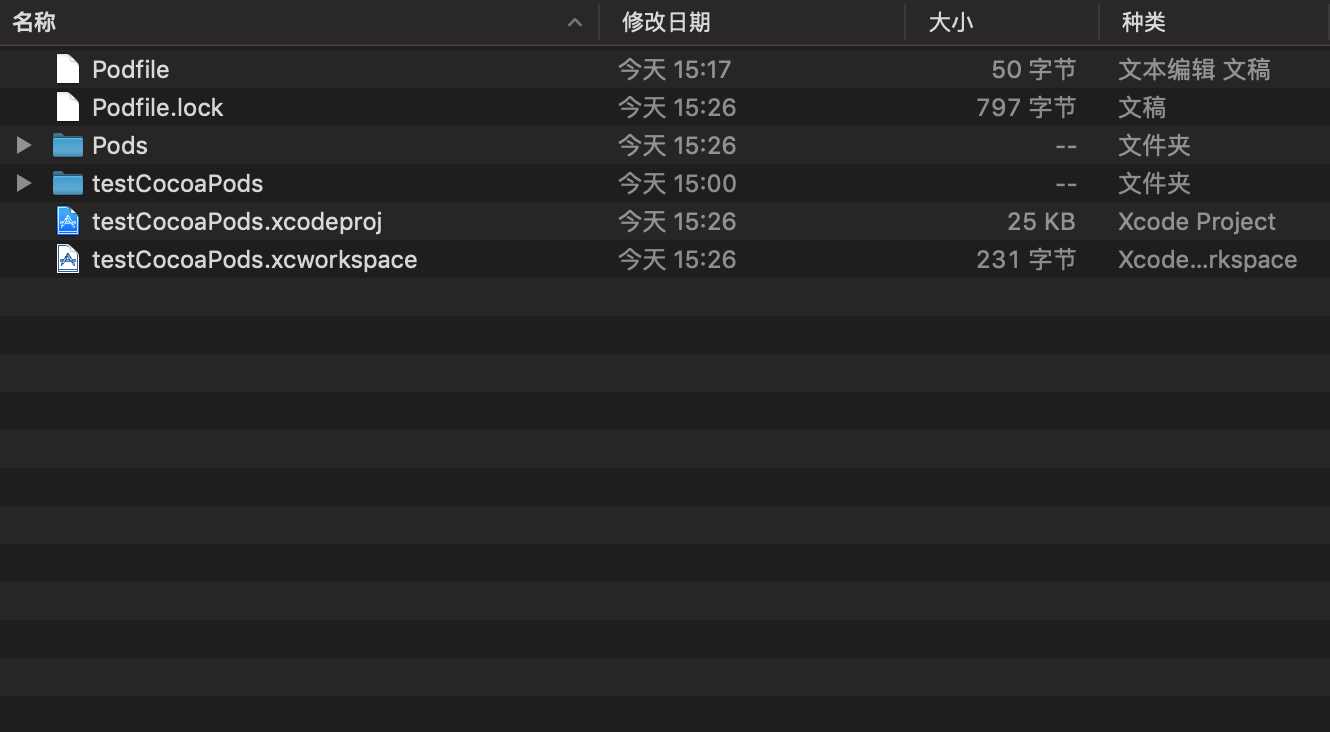 名称 修改日期 大小 种类
Podfile 今天 15:17 50 字节 文本编辑 文稿
Podfile.lock 今天 15:26 797 字节 文稿
Pods 今天 15:26 -- 文件夹
testCocoaPods 今天 15:00 -- 文件夹
testCocoaPods.xcodeproj 今天 15:26 25 KB Xcode Project
testCocoaPods.xcworkspace 今天 15:26 231 字节 Xcode...rkspace